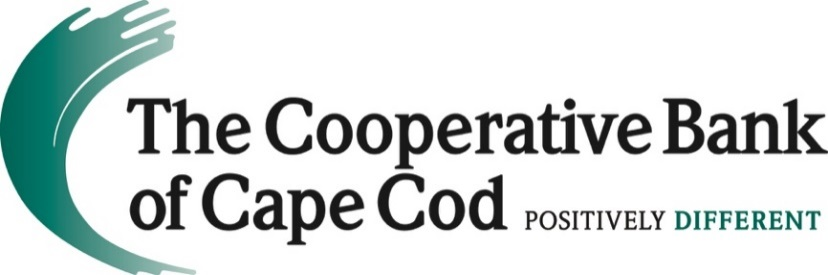 The Cooperative Bank
of Cape Cod POSITIVELY DIFFERENT